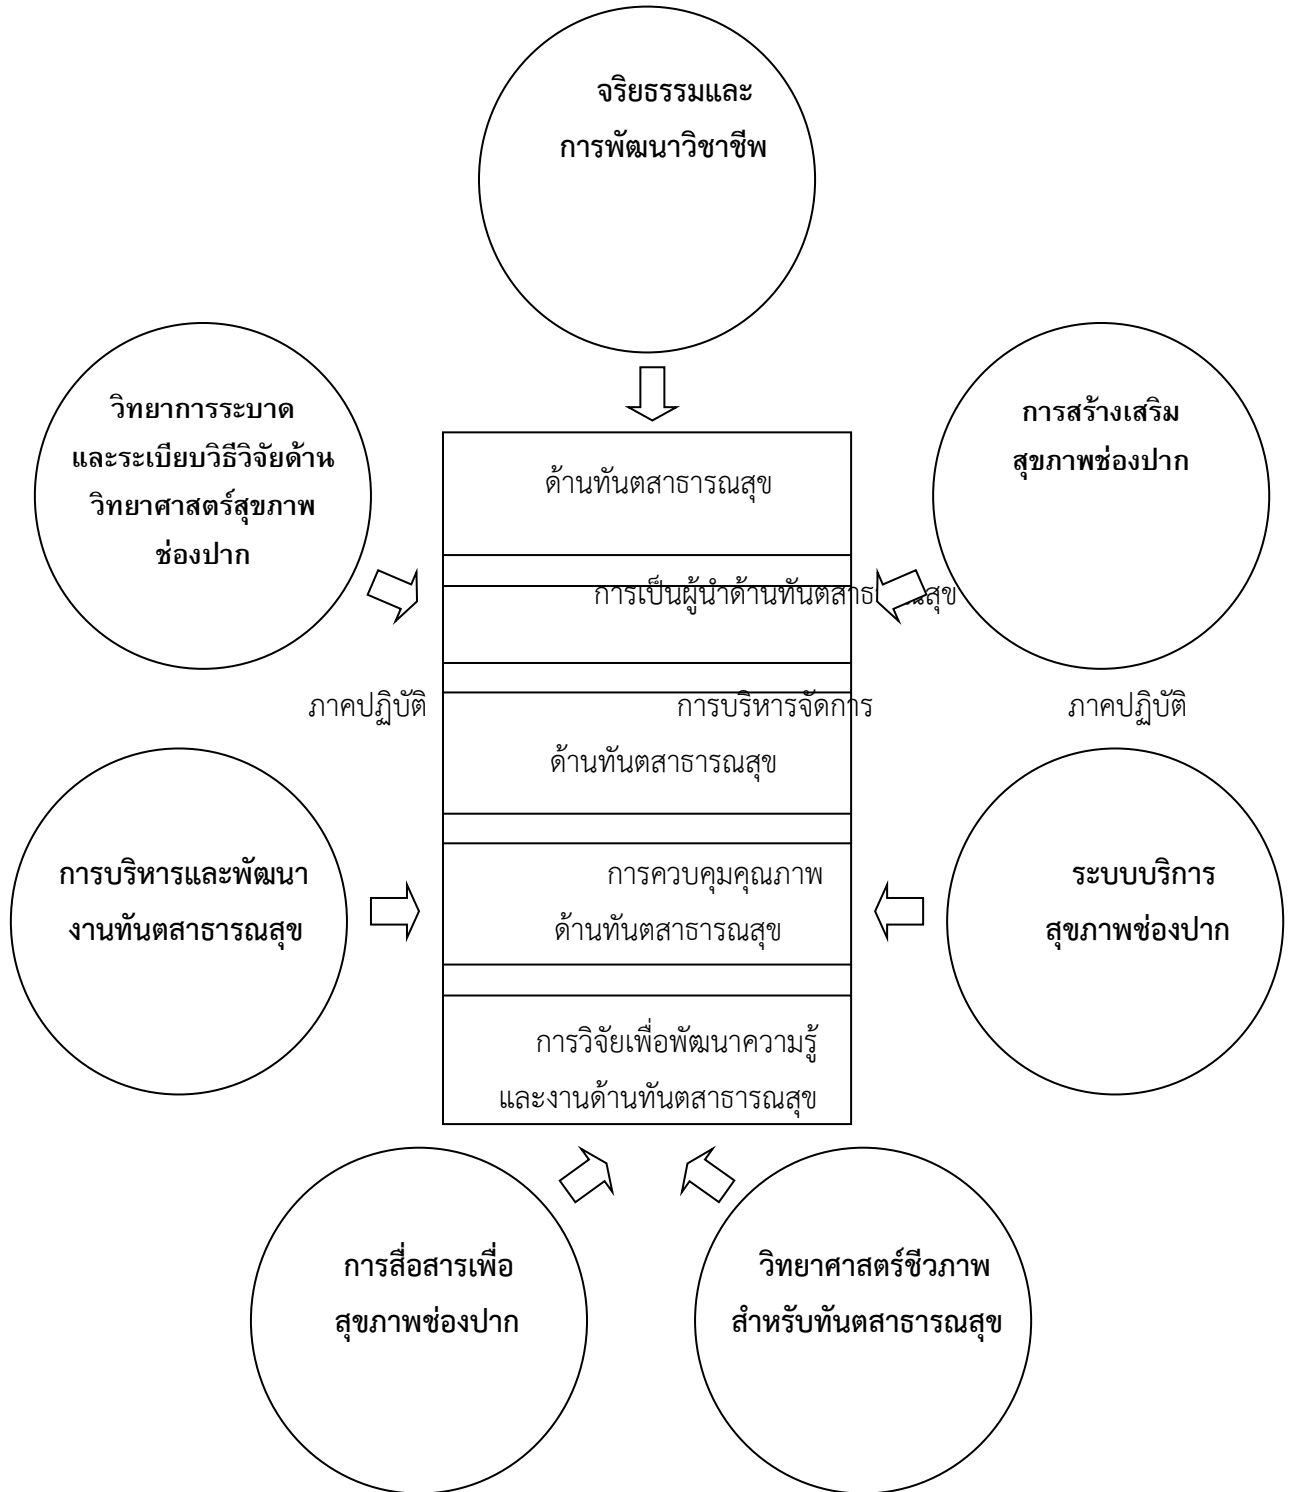 จริยธรรมและ
การพัฒนาวิชาชีพ
วิทยาการระบาด
และระเบียบวิธีวิจัยด้าน
วิทยาศาสตร์สุขภาพ
ช่องปาก
การสร้างเสริม
สุขภาพช่องปาก
ด้านทันตสาธารณสุข
การเป็นผู้นำด้านทันตสาธารณสุข
ภาคปฏิบัติ
การบริหารจัดการ
ด้านทันตสาธารณสุข
ภาคปฏิบัติ
การบริหารและพัฒนา
งานทันตสาธารณสุข
การควบคุมคุณภาพ
ด้านทันตสาธารณสุข
ระบบบริการ
สุขภาพช่องปาก
การวิจัยเพื่อพัฒนาความรู้
และงานด้านทันตสาธารณสุข
การสื่อสารเพื่อ
สุขภาพช่องปาก
วิทยาศาสตร์ชีวภาพ
สำหรับทันตสาธารณสุข